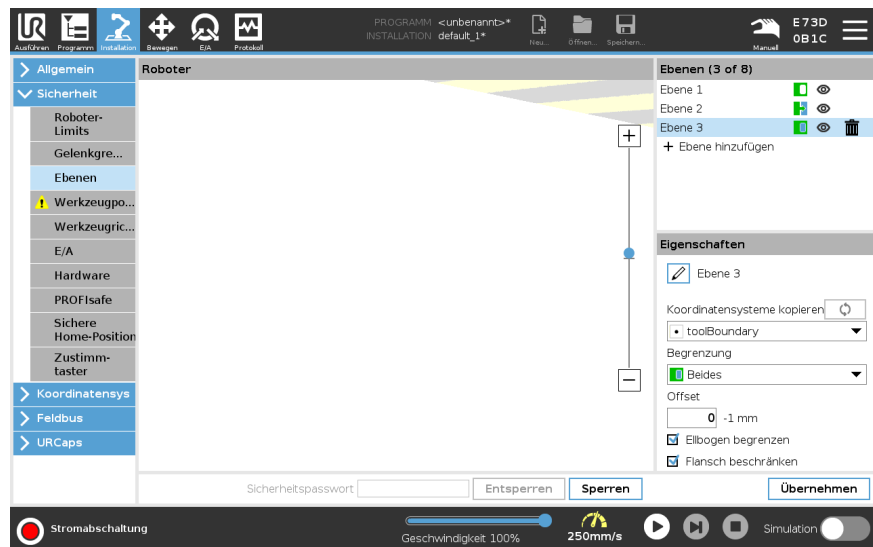 PROGRAMM <unbenannt>*
INSTALLATION default_1*
Ausführen Programm Installation Bewegen E/A Protokoll
Neu... Öffnen... Speichern...
Manuell
E73D
0B1C
Allgemein
Sicherheit
Roboter-
Limits
Gelenkgre...
Ebenen
Werkzeugpo...
Werkzeugric...
E/A
Hardware
PROFIsafe
Sichere
Home-Position
Zustimm-
taster
Koordinatensys
Feldbus
URCaps
Roboter
+
−
Ebenen (3 of 8)
Ebene 1
Ebene 2
Ebene 3
+ Ebene hinzufügen
Eigenschaften
Ebene 3
Koordinatensysteme kopieren
toolBoundary
Begrenzung
Beides
Offset
0 -1 mm
Ellbogen begrenzen
Flansch beschränken
Sicherheitspasswort Entsperren Sperren Übernehmen
Stromabschaltung
Geschwindigkeit 100%
250mm/s
Simulation